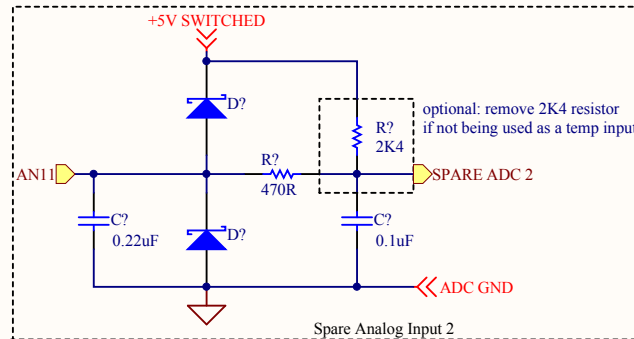 +5V SWITCHED
D?
optional: remove 2K4 resistor
if not being used as a temp input
R?
2K4
AN11
R?
470R
SPARE ADC 2
C?
0.22uF
D?
C?
0.1uF
ADC GND
Spare Analog Input 2